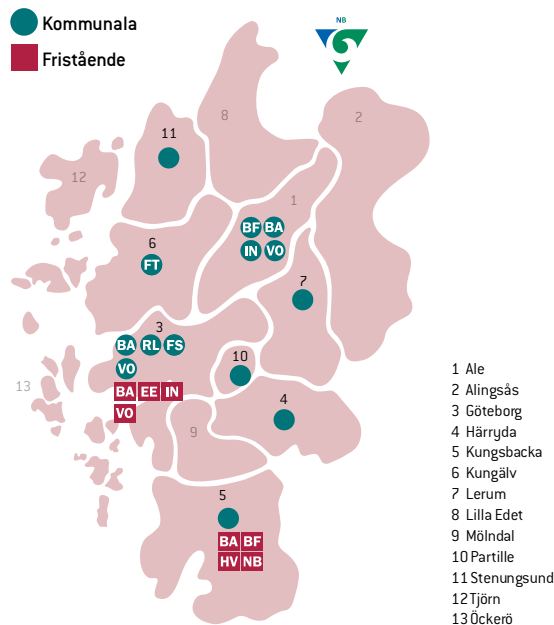 Kommunala
Fristående
NB
8
2
11
12
1
BF BA
IN VO
6
FT
7
3
BA RL FS
VO
BA EE IN
VO
10
13
4
9
5
BA BF
HV NB
1 Ale
2 Alingsås
3 Göteborg
4 Härryda
5 Kungsbacka
6 Kungälv
7 Lerum
8 Lilla Edet
9 Mölndal
10 Partille
11 Stenungsund
12 Tjörn
13 Öckerö